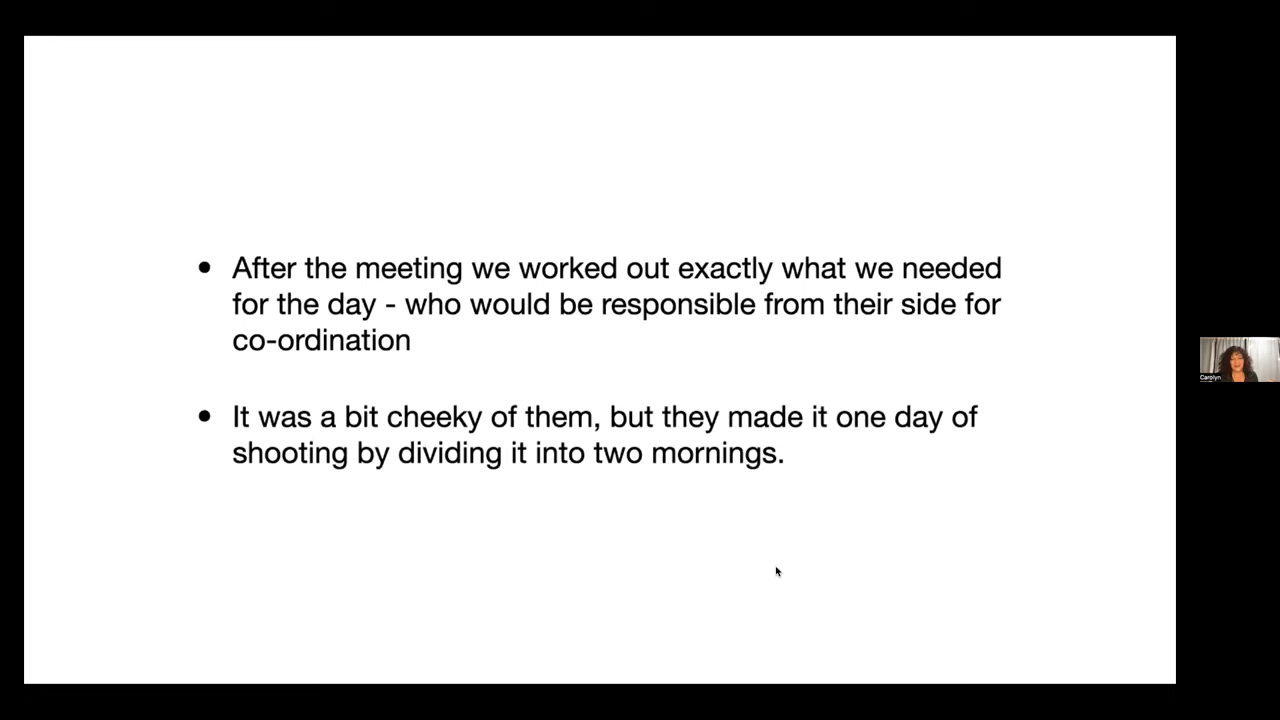 • After the meeting we worked out exactly what we needed
for the day - who would be responsible from their side for
co-ordination
• It was a bit cheeky of them, but they made it one day of
shooting by dividing it into two mornings.
Carolyn